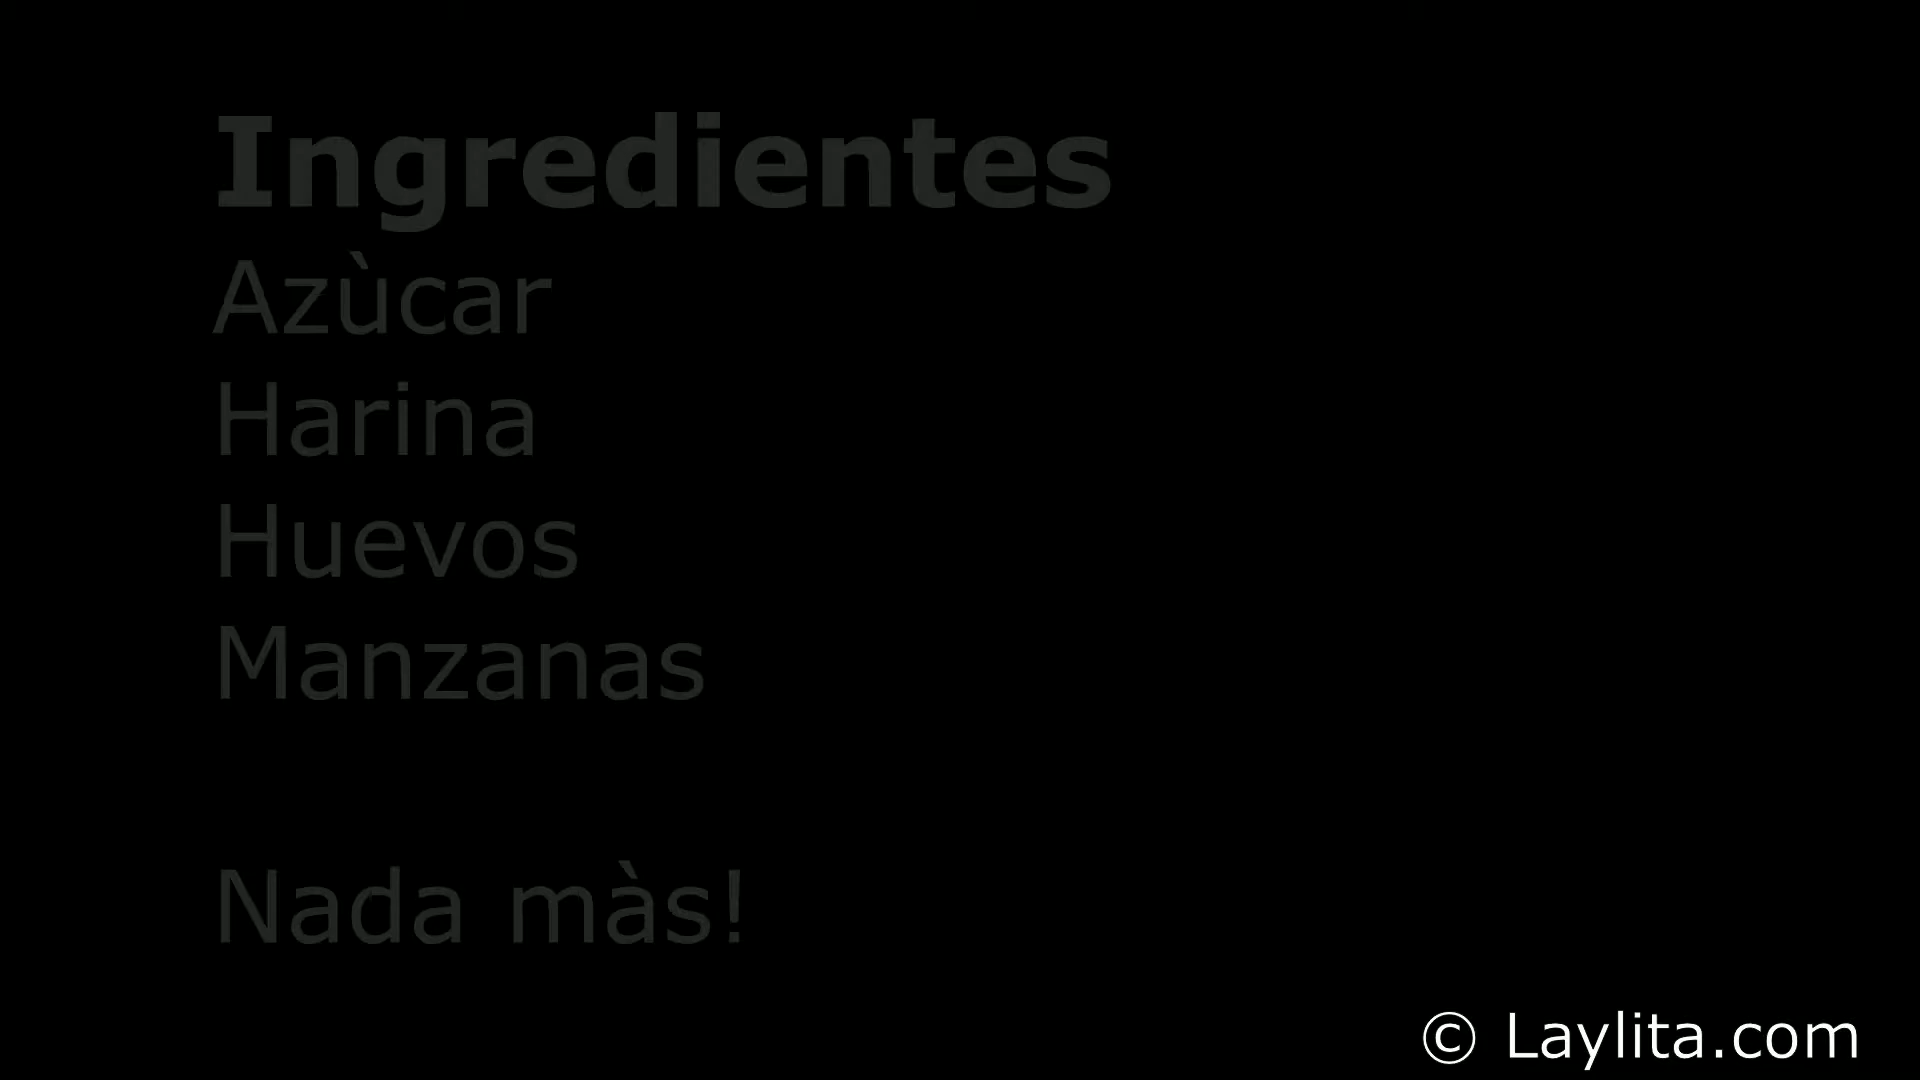 Ingredientes
Azùcar
Harina
Huevos
Manzanas
Nada màs!
© Laylita.com